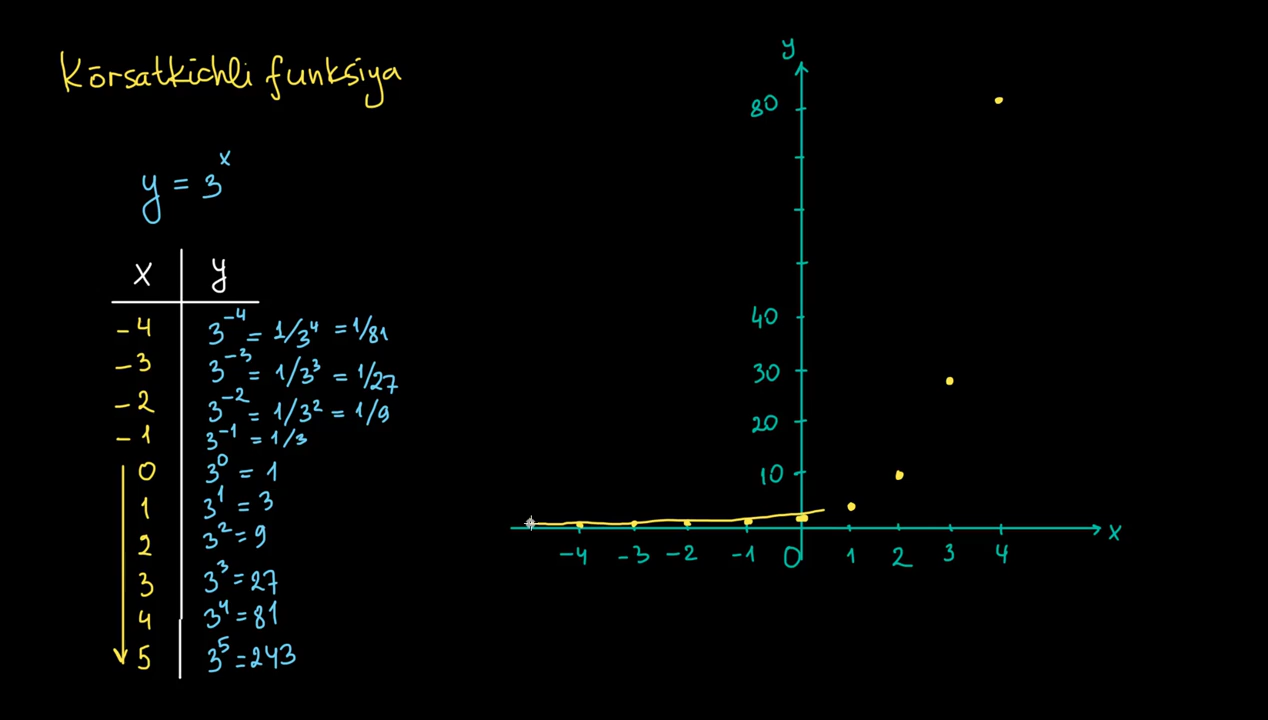 Kōrsatkichli funksiya
y = 3^x
x y
-4 3^-4 = 1/3^4 = 1/81
-3 3^-3 = 1/3^3 = 1/27
-2 3^-2 = 1/3^2 = 1/9
-1 3^-1 = 1/3
0 3^0 = 1
1 3^1 = 3
2 3^2 = 9
3 3^3 = 27
4 3^4 = 81
5 3^5 = 243
y
80
40
30
20
10
-4 -3 -2 -1 0 1 2 3 4 x